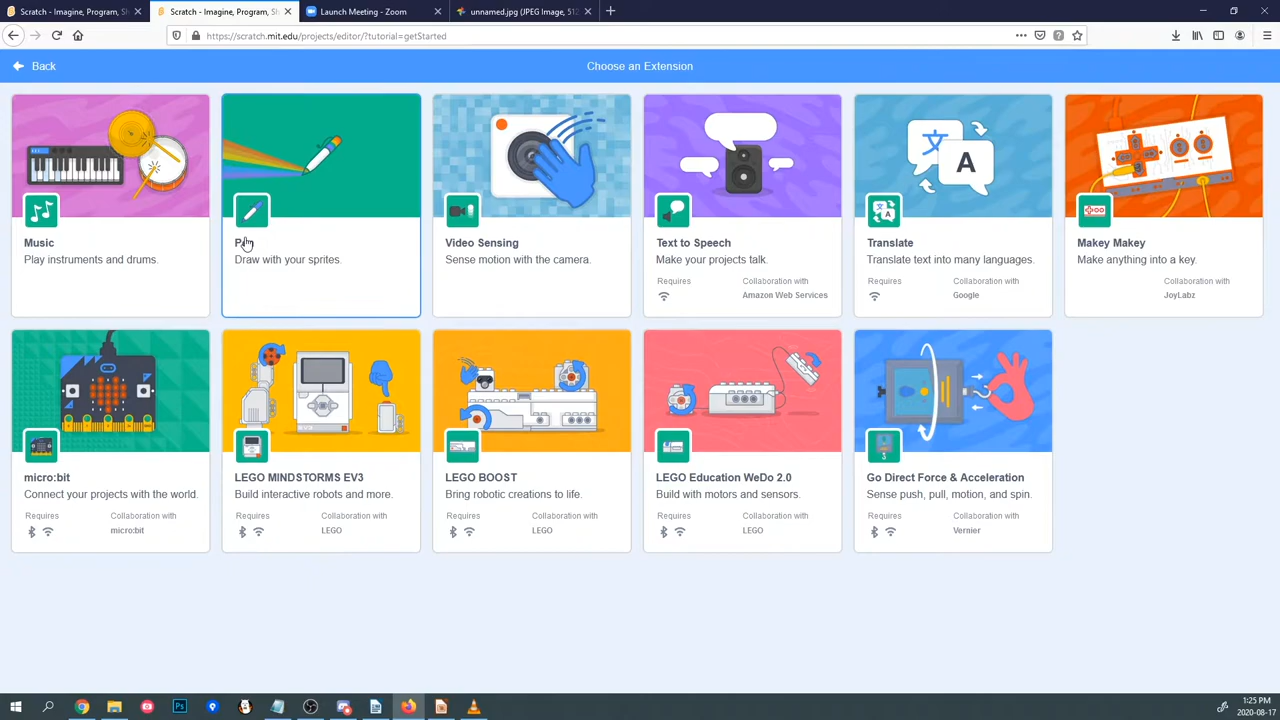 Scratch - Imagine, Program, Sh
Scratch - Imagine, Program, Sh
Launch Meeting - Zoom
unnamed.jpg (JPEG Image, 512
https://scratch.mit.edu/projects/editor/?tutorial=getStarted
Back
Choose an Extension
Music
Play instruments and drums.
Draw with your sprites.
Video Sensing
Sense motion with the camera.
Text to Speech
Make your projects talk.
Requires
Collaboration with
Amazon Web Services
文
A
Translate
Translate text into many languages.
Requires
Collaboration with
Google
Makey Makey
Make anything into a key.
Collaboration with
JoyLabz
micro:bit
Connect your projects with the world.
Requires
Collaboration with
micro:bit
LEGO MINDSTORMS EV3
Build interactive robots and more.
Requires
Collaboration with
LEGO
LEGO BOOST
Bring robotic creations to life.
Requires
Collaboration with
LEGO
LEGO Education WeDo 2.0
Build with motors and sensors.
Requires
Collaboration with
LEGO
Go Direct Force & Acceleration
Sense push, pull, motion, and spin.
Requires
Collaboration with
Vernier
Ps
1:25 PM
2020-08-17